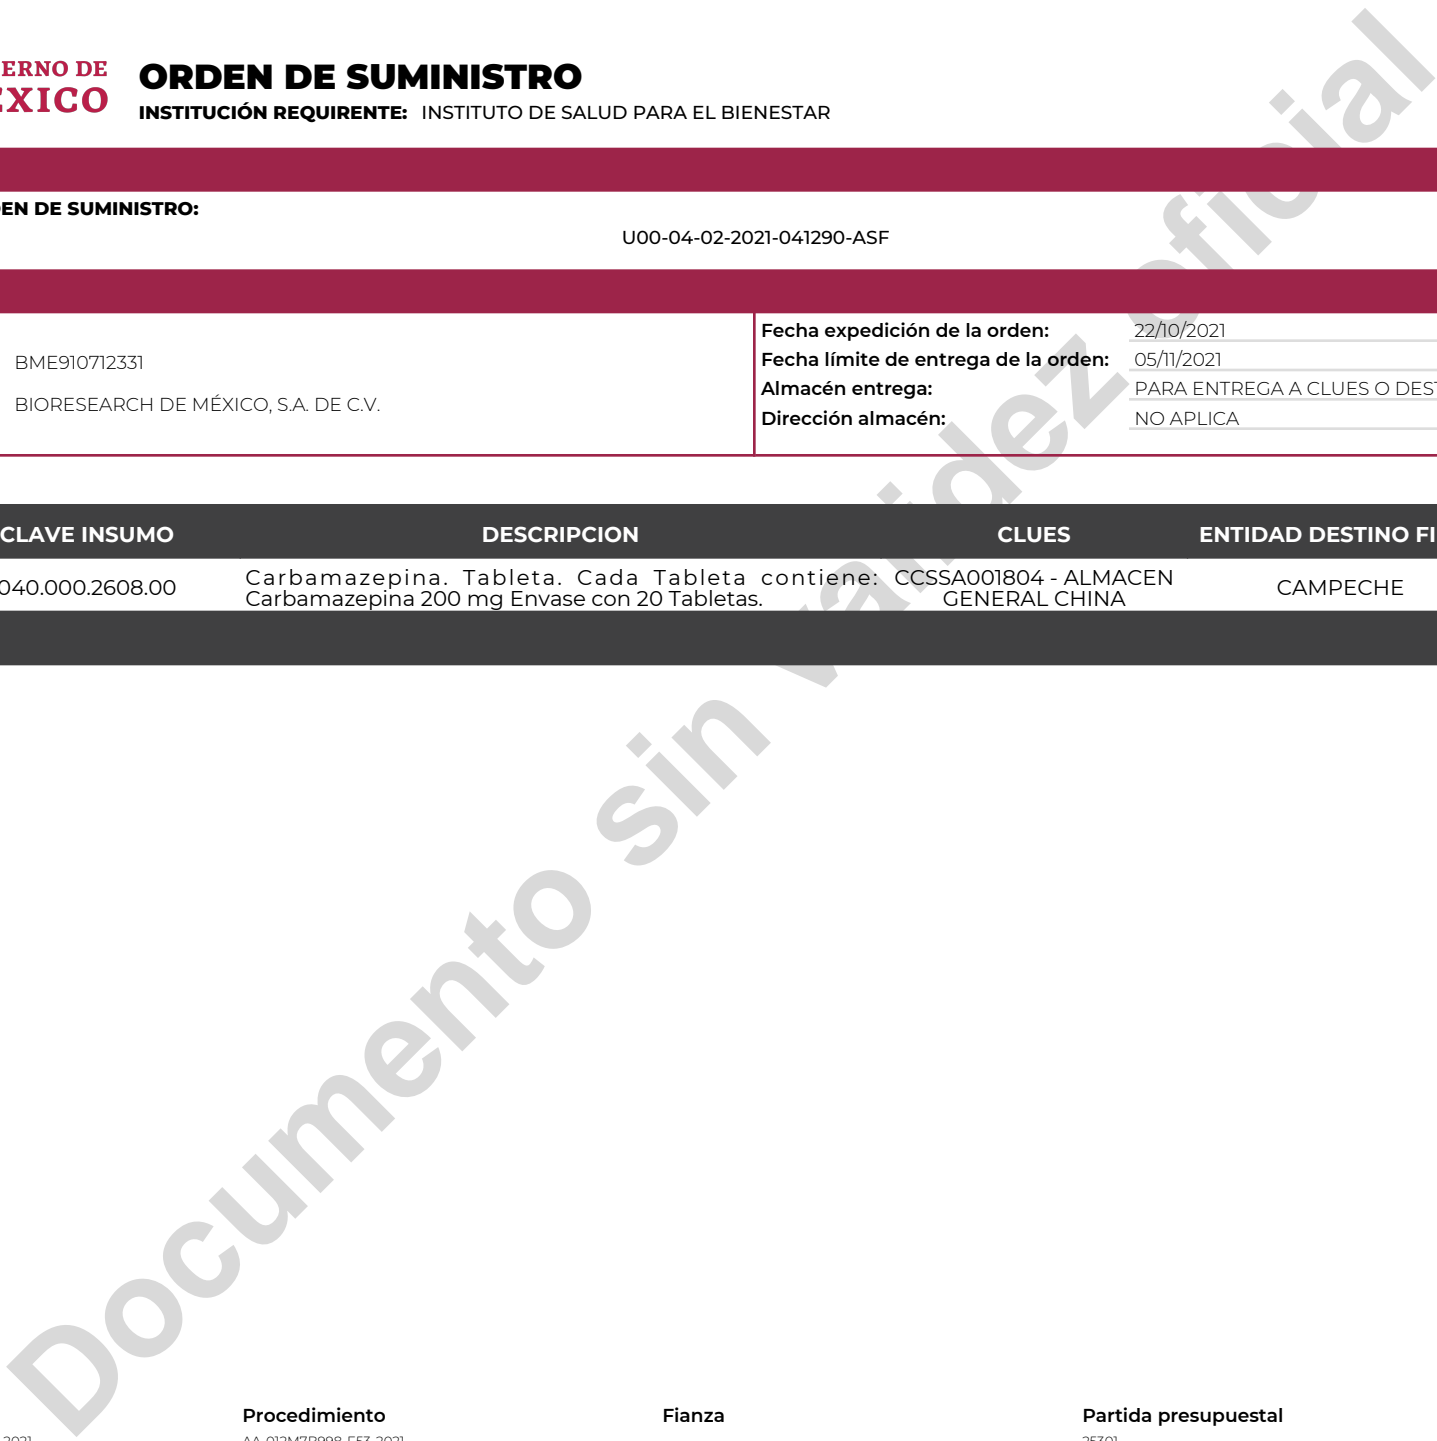 ERNO DE
ORDEN DE SUMINISTRO
XICO
INSTITUCIÓN REQUIRENTE: INSTITUTO DE SALUD PARA EL BIENESTAR
EN DE SUMINISTRO:
U00-04-02-2021-041290-ASF
BME910712331
BIORESEARCH DE MÉXICO, S.A. DE C.V.
Fecha expedición de la orden: 22/10/2021
Fecha límite de entrega de la orden: 05/11/2021
Almacén entrega: PARA ENTREGA A CLUES O DEST
Dirección almacén: NO APLICA
CLAVE INSUMO DESCRIPCION CLUES ENTIDAD DESTINO FI
040.000.2608.00
Carbamazepina. Tableta. Cada Tableta contiene:
Carbamazepina 200 mg Envase con 20 Tabletas.
CCSSA001804 - ALMACEN
GENERAL CHINA
CAMPECHE
Documento sin validez oficial
Procedimiento Fianza Partida presupuestal